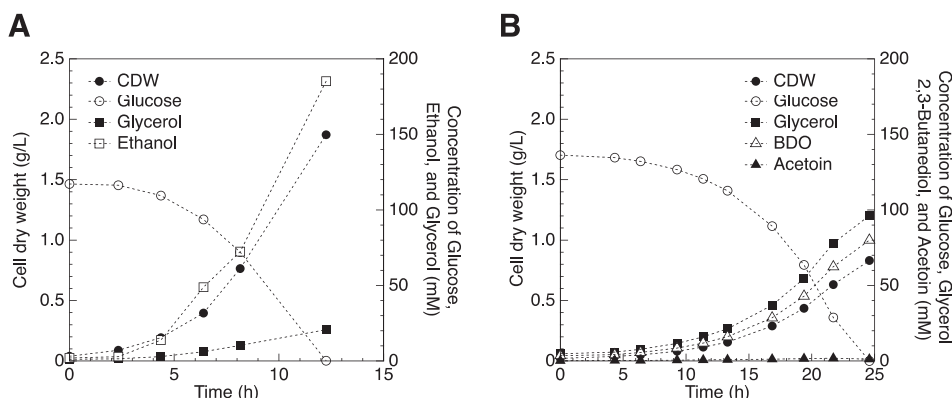 A
2.5
2.0
1.5
1.0
0.5
0
200
150
100
50
0
0
5
10
15
CDW
Glucose
Glycerol
Ethanol
Cell dry weight (g/L)
Time (h)
Concentration of Glucose,
Ethanol, and Glycerol (mM)
B
2.5
2.0
1.5
1.0
0.5
0
200
150
100
50
0
0
5
10
15
20
25
CDW
Glucose
Glycerol
BDO
Acetoin
Cell dry weight (g/L)
Time (h)
Concentration of Glucose, Glycerol
2,3-Butanediol, and Acetoin (mM)